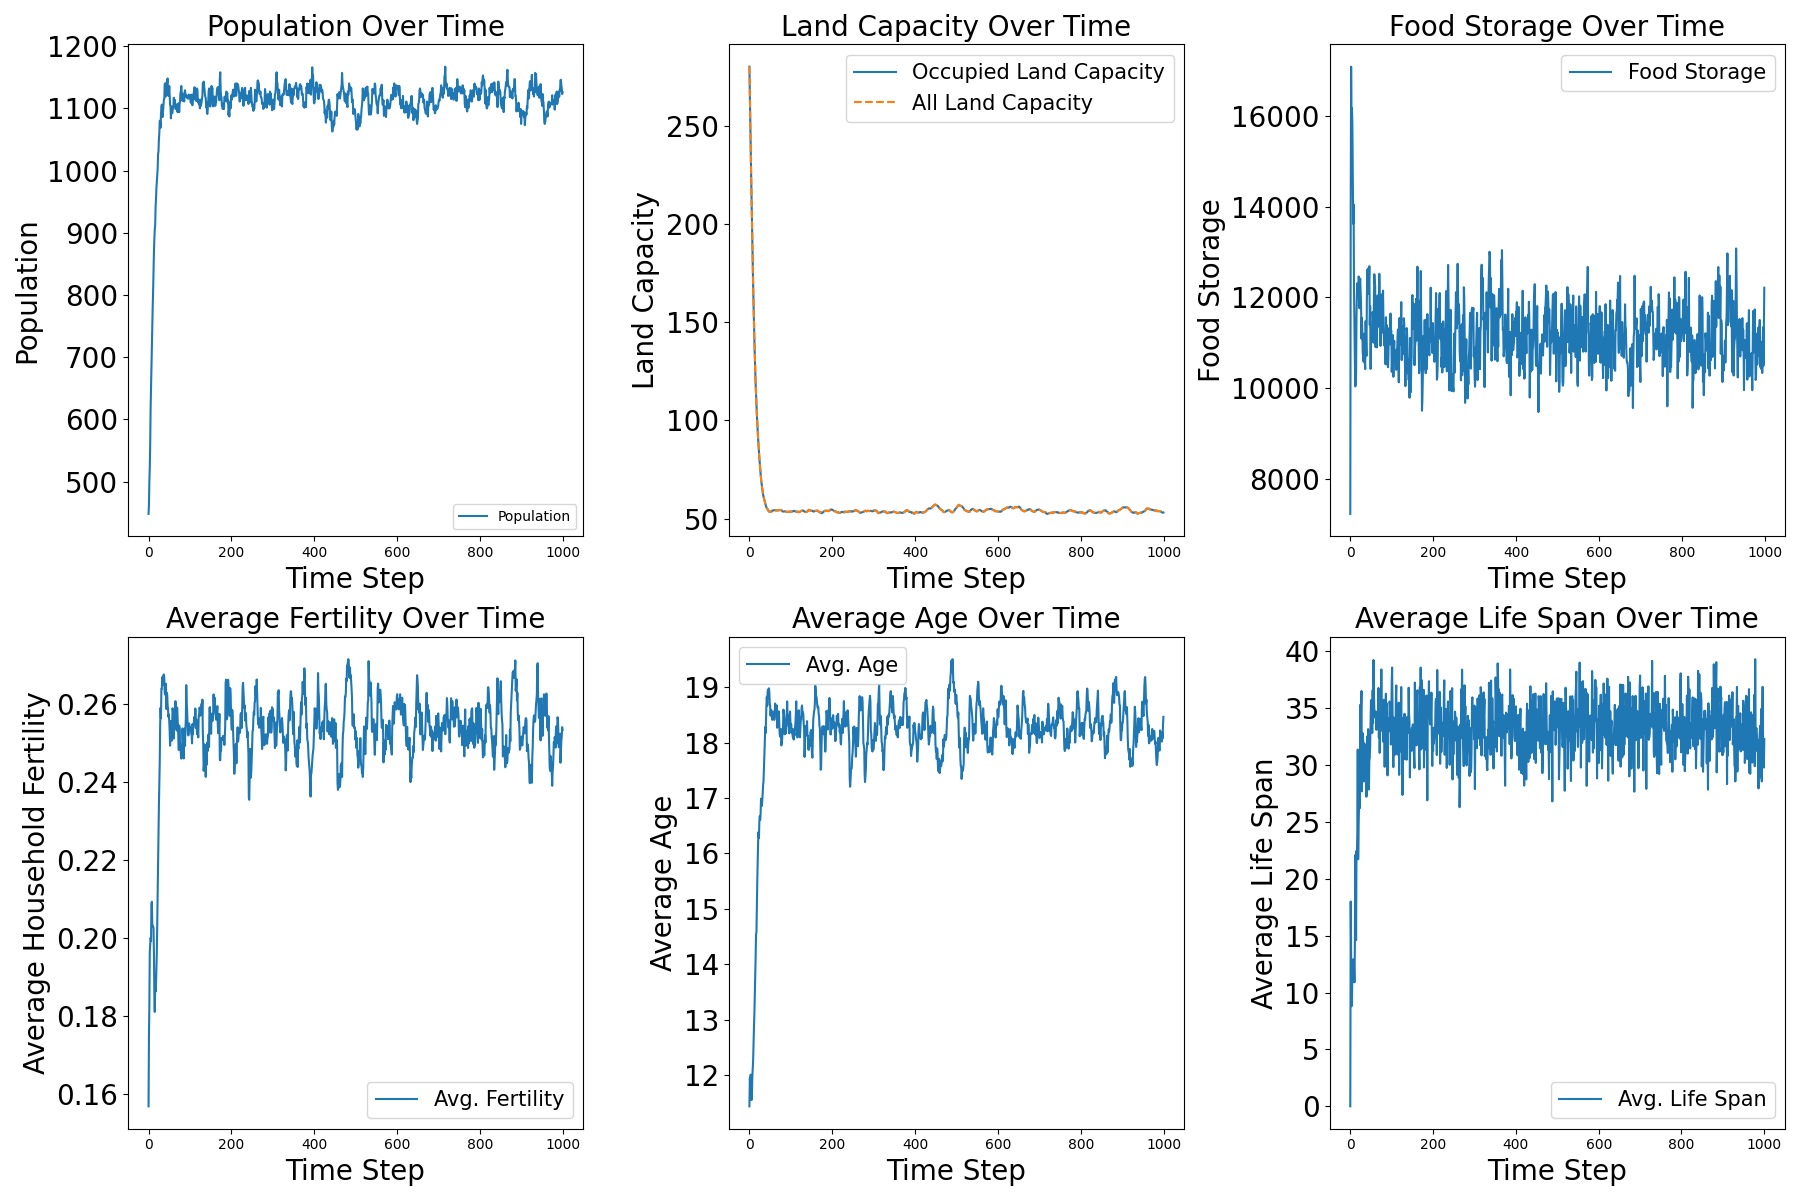 Population Over Time
1200
1100
1000
900
800
700
600
500
Population
Population
0 200 400 600 800 1000
Time Step
Land Capacity Over Time
Occupied Land Capacity
All Land Capacity
250
200
150
100
50
Land Capacity
0 200 400 600 800 1000
Time Step
Food Storage Over Time
Food Storage
16000
14000
12000
10000
8000
Food Storage
0 200 400 600 800 1000
Time Step
Average Fertility Over Time
0.26
0.24
0.22
0.20
0.18
0.16
Average Household Fertility
Avg. Fertility
0 200 400 600 800 1000
Time Step
Average Age Over Time
Avg. Age
19
18
17
16
15
14
13
12
Average Age
0 200 400 600 800 1000
Time Step
Average Life Span Over Time
40
35
30
25
20
15
10
5
0
Average Life Span
Avg. Life Span
0 200 400 600 800 1000
Time Step